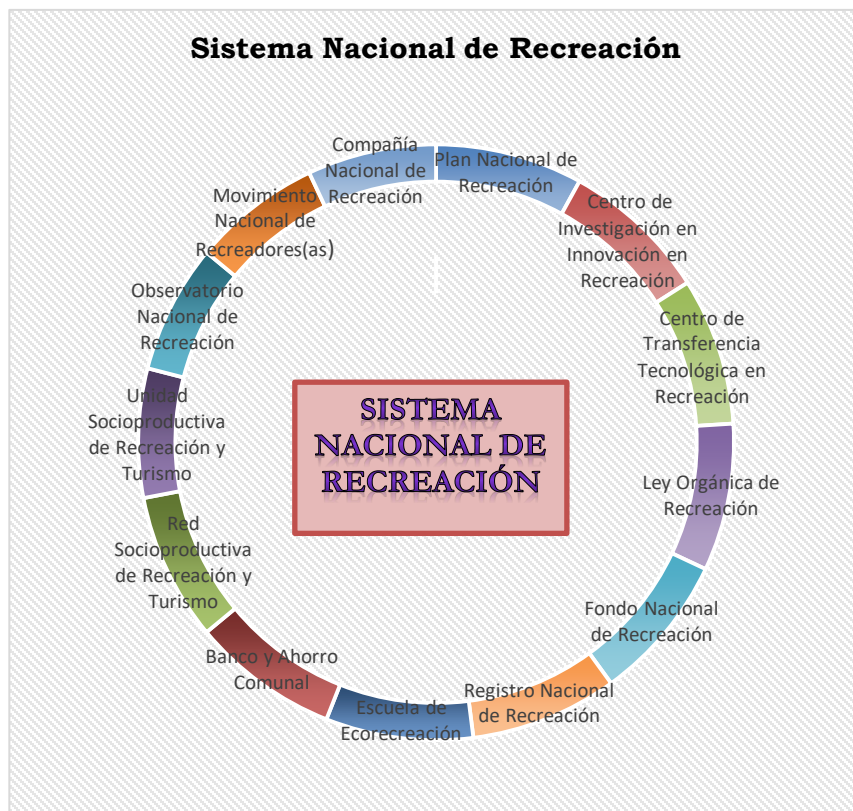 Sistema Nacional de Recreación
Plan Nacional de
Recreación
Centro de
Investigación en
Innovación en
Recreación
Centro de
Transferencia
Tecnológica en
Recreación
Ley Orgánica de
Recreación
Fondo Nacional
de Recreación
Registro Nacional
de Recreación
Escuela de
Ecorecreación
Banco y Ahorro
Comunal
Red
Socioproductiva
de Recreación y
Turismo
Unidad
Socioproductiva
de Recreación y
Turismo
Observatorio
Nacional de
Recreación
Movimiento
Nacional de
Recreadores(as)
Compañía
Nacional de
Recreación
SISTEMA
NACIONAL DE
RECREACIÓN